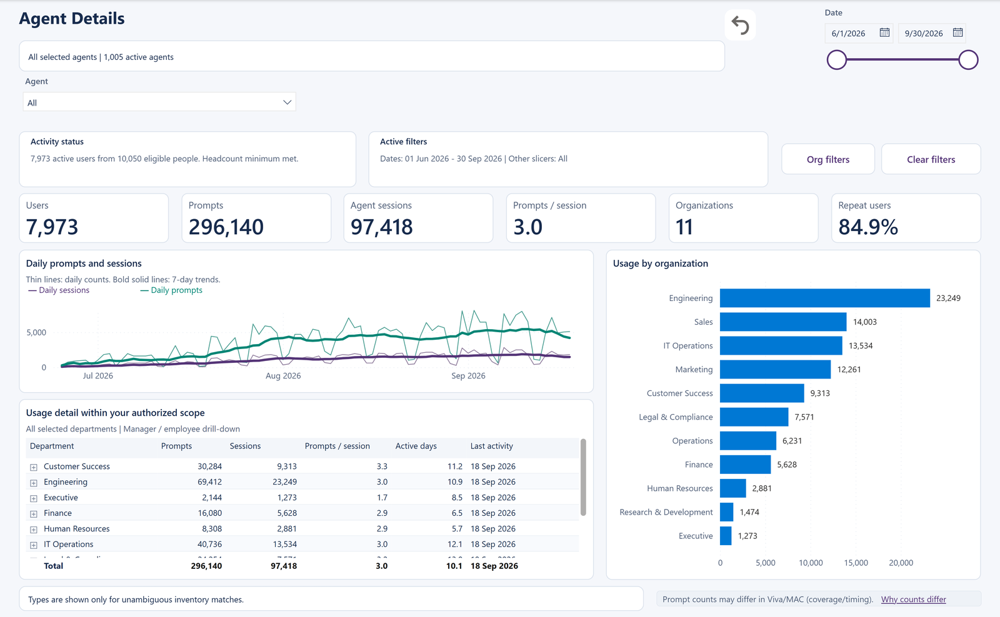 Agent Details
Date
6/1/2026
9/30/2026
All selected agents | 1,005 active agents
Agent
All
Activity status
7,973 active users from 10,050 eligible people. Headcount minimum met.
Active filters
Dates: 01 Jun 2026 - 30 Sep 2026 | Other slicers: All
Org filters
Clear filters
Users
7,973
Prompts
296,140
Agent sessions
97,418
Prompts / session
3.0
Organizations
11
Repeat users
84.9%
Daily prompts and sessions
Thin lines: daily counts. Bold solid lines: 7-day trends.
Daily sessions
Daily prompts
5,000
0
Jul 2026
Aug 2026
Sep 2026
Usage detail within your authorized scope
All selected departments | Manager / employee drill-down
Department Prompts Sessions Prompts / session Active days Last activity
Customer Success 30,284 9,313 3.3 11.2 18 Sep 2026
Engineering 69,412 23,249 3.0 10.9 18 Sep 2026
Executive 2,144 1,273 1.7 8.5 18 Sep 2026
Finance 16,080 5,628 2.9 6.5 18 Sep 2026
Human Resources 8,308 2,881 2.9 5.7 18 Sep 2026
IT Operations 40,736 13,534 3.0 12.1 18 Sep 2026
Total 296,140 97,418 3.0 10.1 18 Sep 2026
Usage by organization
Engineering 23,249
Sales 14,003
IT Operations 13,534
Marketing 12,261
Customer Success 9,313
Legal & Compliance 7,571
Operations 6,231
Finance 5,628
Human Resources 2,881
Research & Development 1,474
Executive 1,273
0 5,000 10,000 15,000 20,000
Types are shown only for unambiguous inventory matches.
Prompt counts may differ in Viva/MAC (coverage/timing). Why counts differ